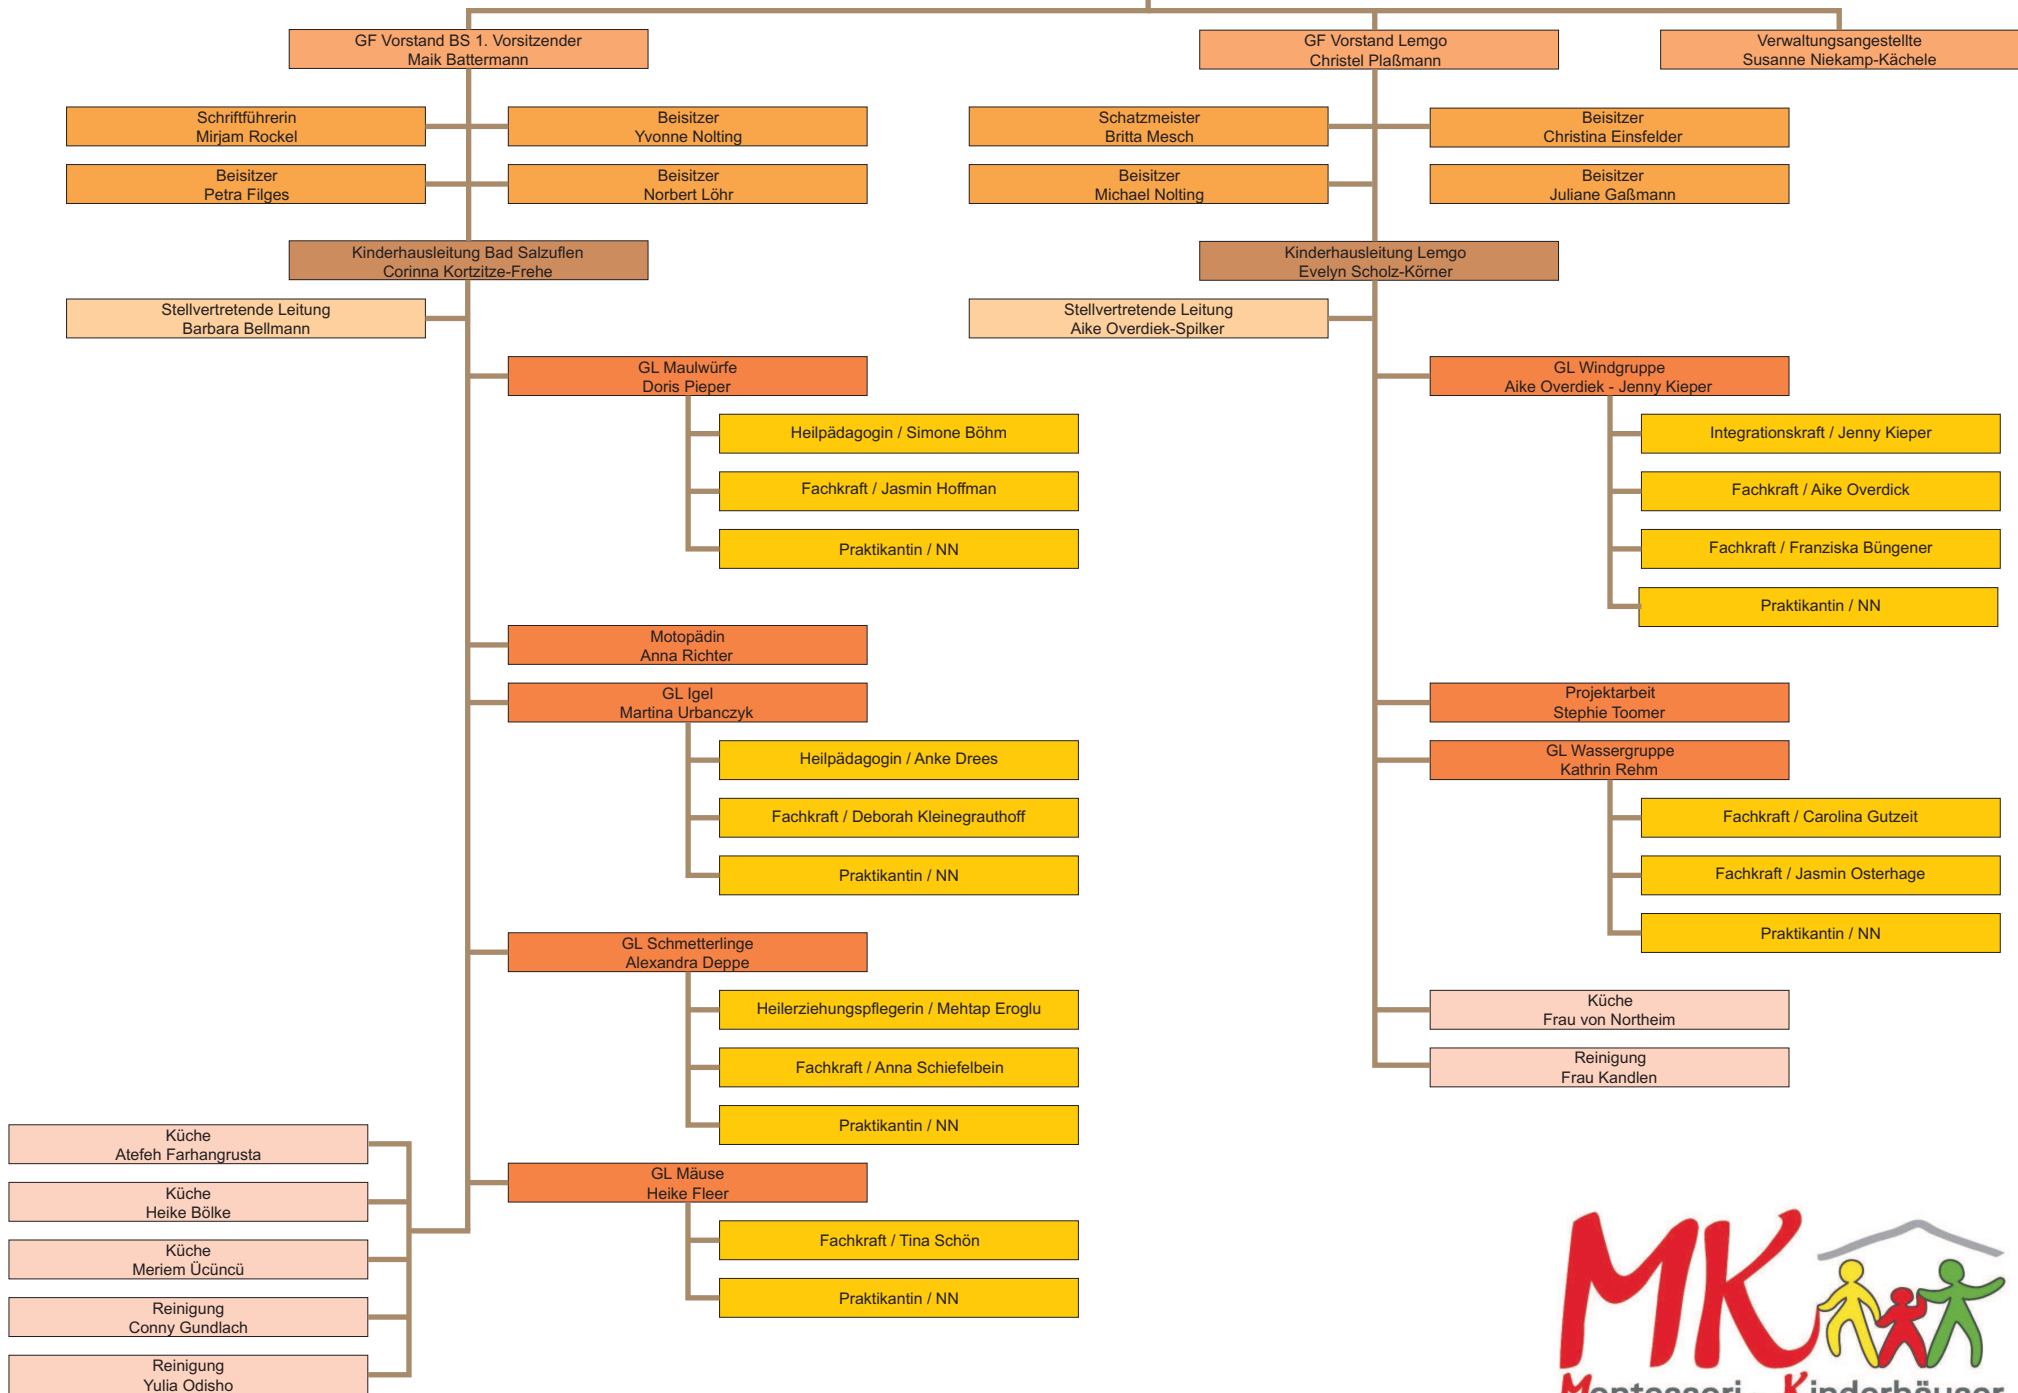 GF Vorstand BS 1. Vorsitzender
Maik Battermann
GF Vorstand Lemgo
Christel Plaßmann
Verwaltungsangestellte
Susanne Niekamp-Kächele
Schriftführerin
Mirjam Rockel
Beisitzer
Yvonne Nolting
Schatzmeister
Britta Mesch
Beisitzer
Christina Einsfelder
Beisitzer
Petra Filges
Beisitzer
Norbert Löhr
Beisitzer
Michael Nolting
Beisitzer
Juliane Gaßmann
Kinderhausleitung Bad Salzuflen
Corinna Kortzitze-Frehe
Kinderhausleitung Lemgo
Evelyn Scholz-Körner
Stellvertretende Leitung
Barbara Bellmann
Stellvertretende Leitung
Aike Overdiek-Spilker
GL Maulwürfe
Doris Pieper
Heilpädagogin / Simone Böhm
Fachkraft / Jasmin Hoffman
Praktikantin / NN
Motopädin
Anna Richter
GL Igel
Martina Urbanczyk
Heilpädagogin / Anke Drees
Fachkraft / Deborah Kleinegrauthoff
Praktikantin / NN
GL Schmetterlinge
Alexandra Deppe
Heilerziehungspflegerin / Mehtap Eroglu
Fachkraft / Anna Schiefelbein
Praktikantin / NN
GL Mäuse
Heike Fleer
Fachkraft / Tina Schön
Praktikantin / NN
Küche
Atefeh Farhangrusta
Küche
Heike Bölke
Küche
Meriem Ücüncü
Reinigung
Conny Gundlach
Reinigung
Yulia Odisho
GL Windgruppe
Aike Overdiek - Jenny Kieper
Integrationskraft / Jenny Kieper
Fachkraft / Aike Overdick
Fachkraft / Franziska Büngener
Praktikantin / NN
Projektarbeit
Stephie Toomer
GL Wassergruppe
Kathrin Rehm
Fachkraft / Carolina Gutzeit
Fachkraft / Jasmin Osterhage
Praktikantin / NN
Küche
Frau von Northeim
Reinigung
Frau Kandlen
MK
Montessori - Kinderhäuser